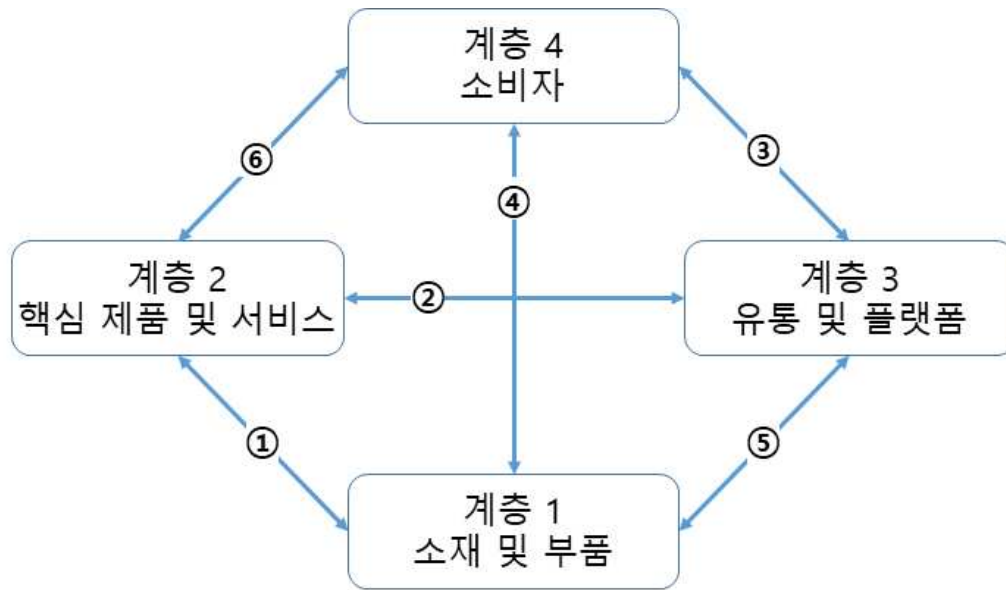 계층 4
소비자
⑥
③
④
계층 2
핵심 제품 및 서비스
②
계층 3
유통 및 플랫폼
①
⑤
계층 1
소재 및 부품